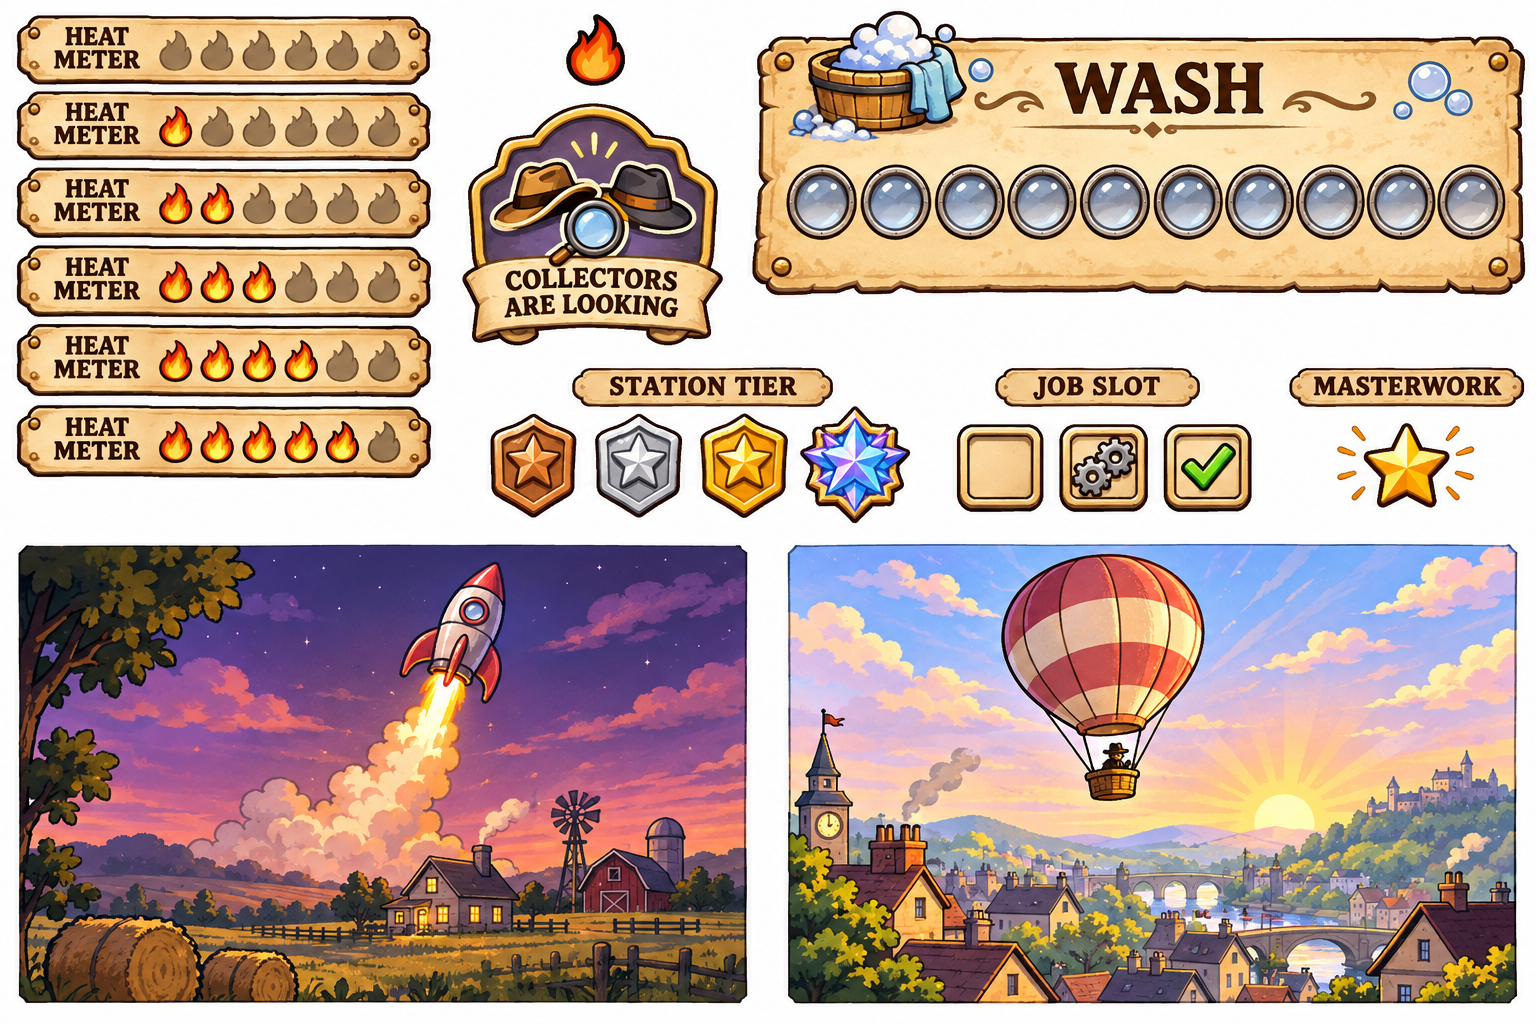 HEAT
METER
HEAT
METER
HEAT
METER
HEAT
METER
HEAT
METER
HEAT
METER
COLLECTORS
ARE LOOKING
WASH
STATION TIER
JOB SLOT
MASTERWORK